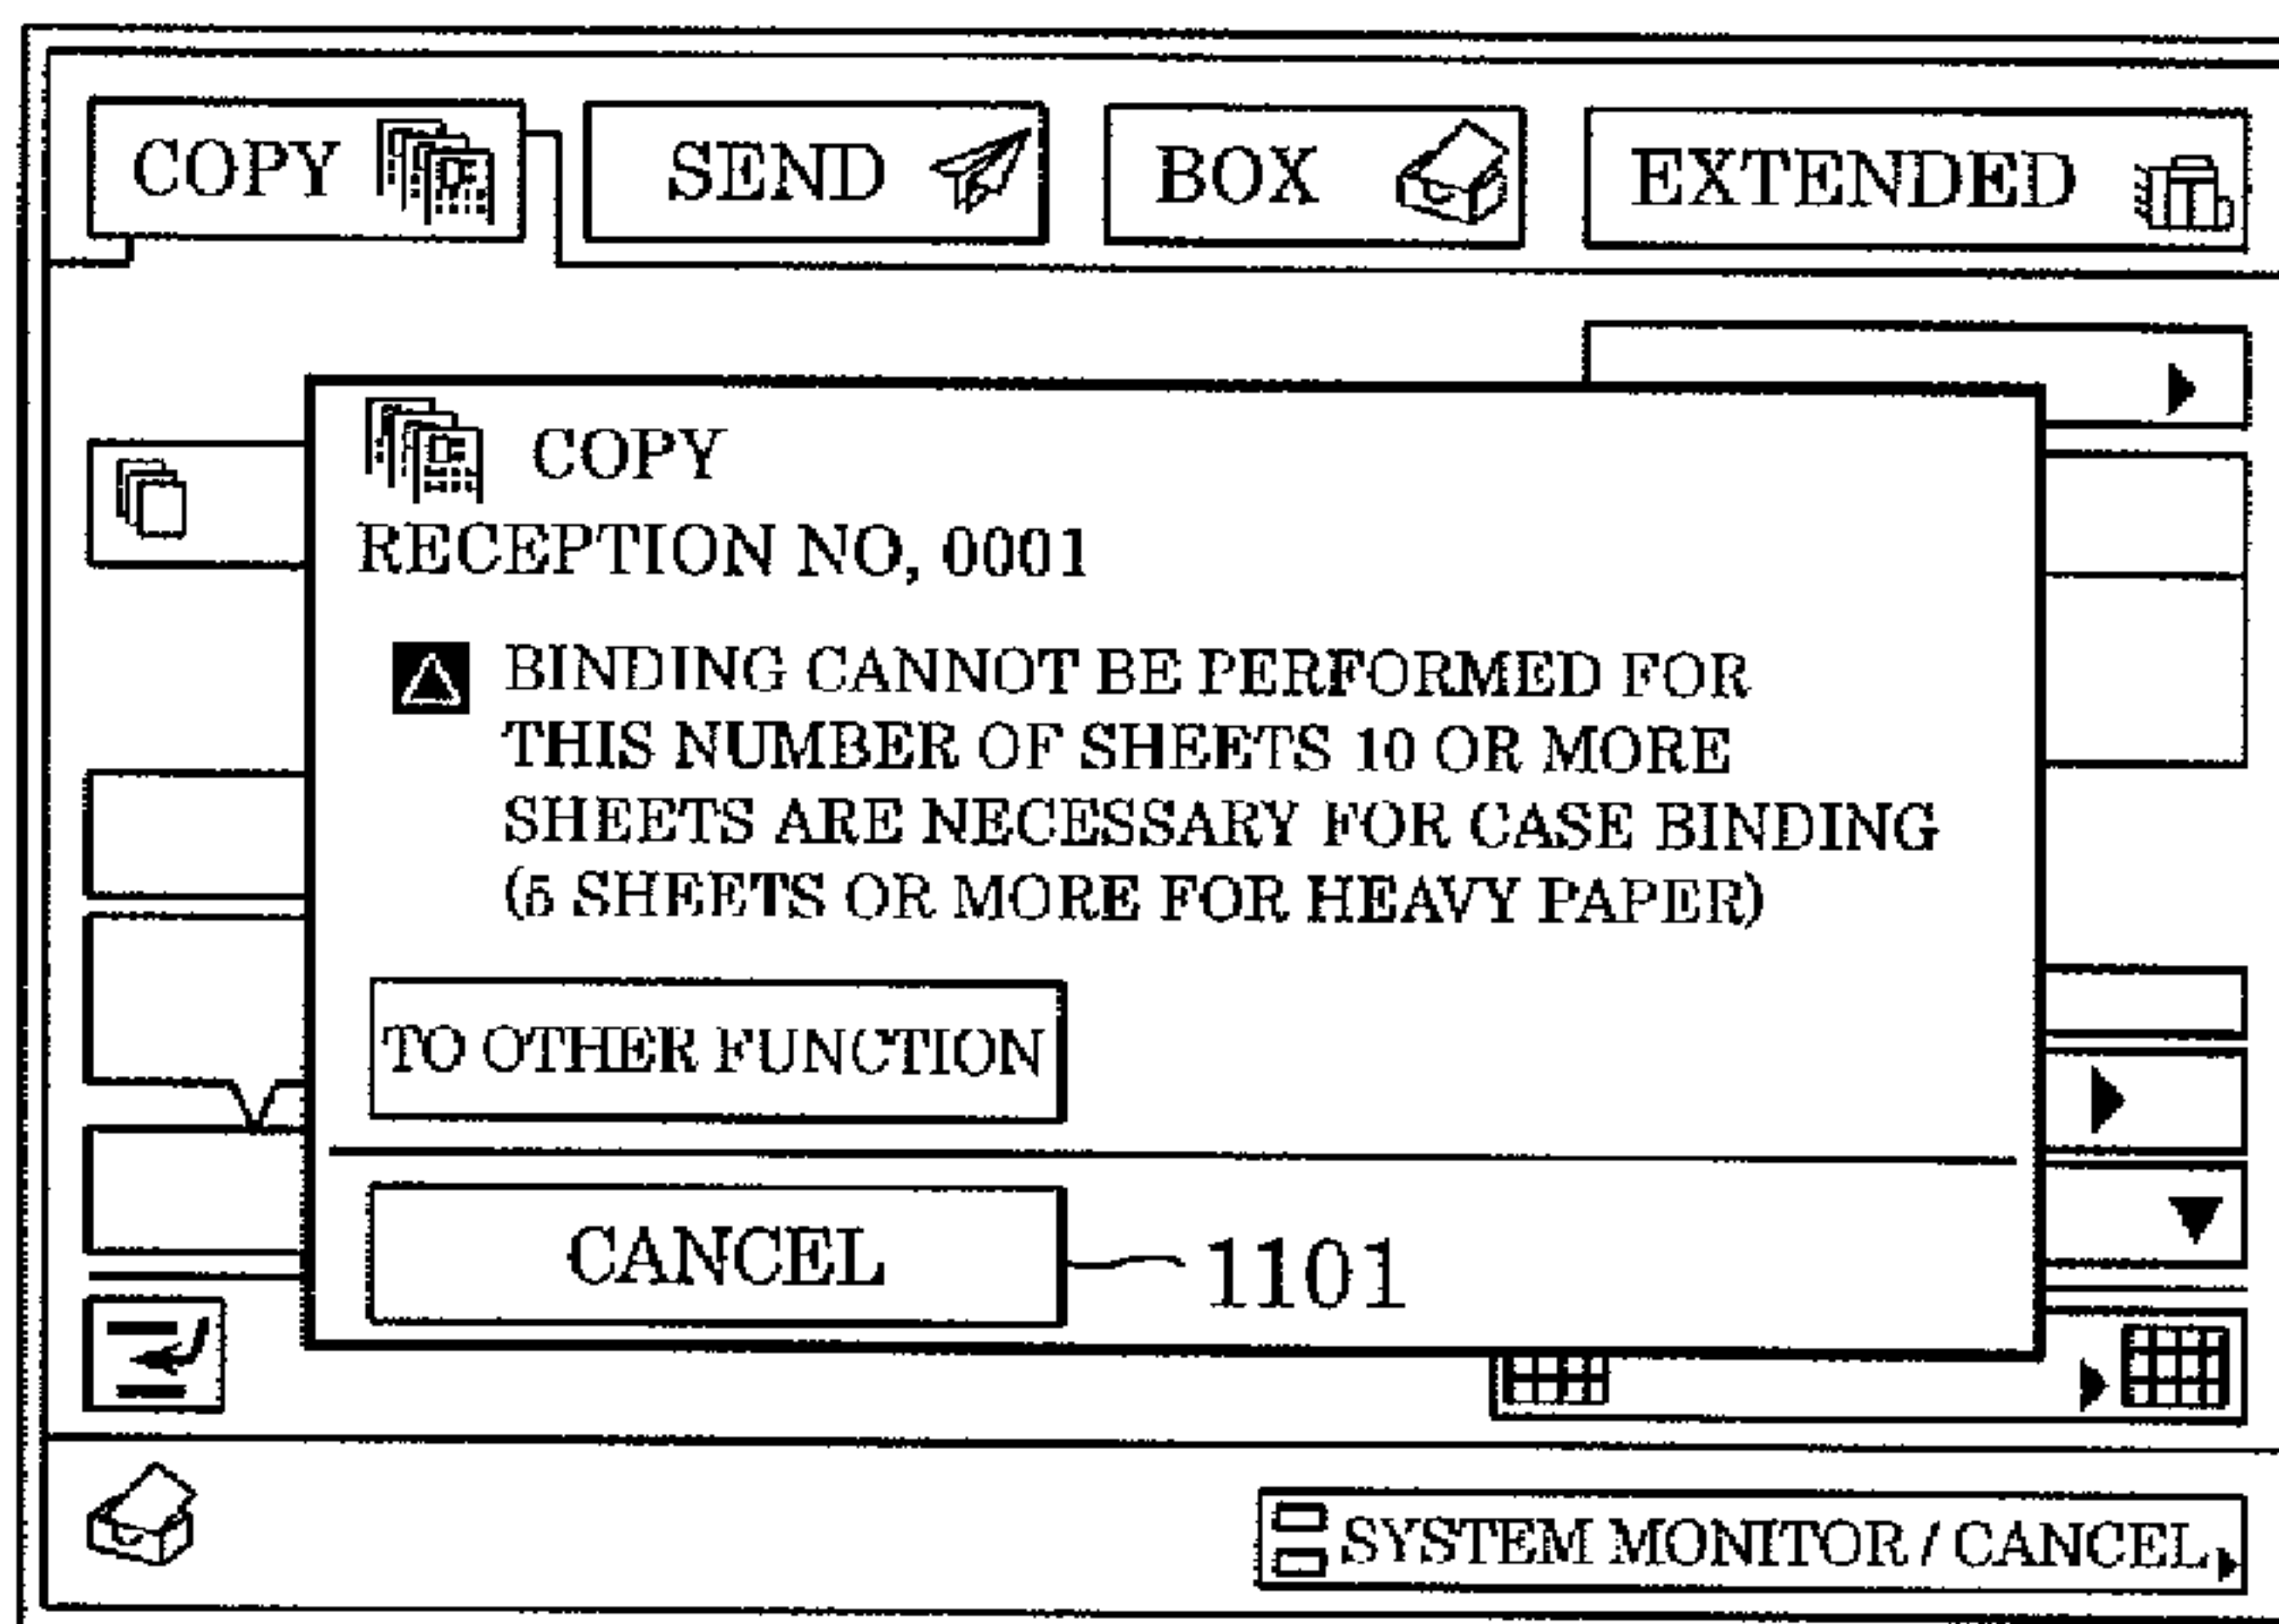 COPY
SEND
BOX
EXTENDED
COPY
RECEPTION NO, 0001
BINDING CANNOT BE PERFORMED FOR
THIS NUMBER OF SHEETS 10 OR MORE
SHEETS ARE NECESSARY FOR CASE BINDING
(5 SHEETS OR MORE FOR HEAVY PAPER)
TO OTHER FUNCTION
CANCEL
1101
SYSTEM MONITOR / CANCEL